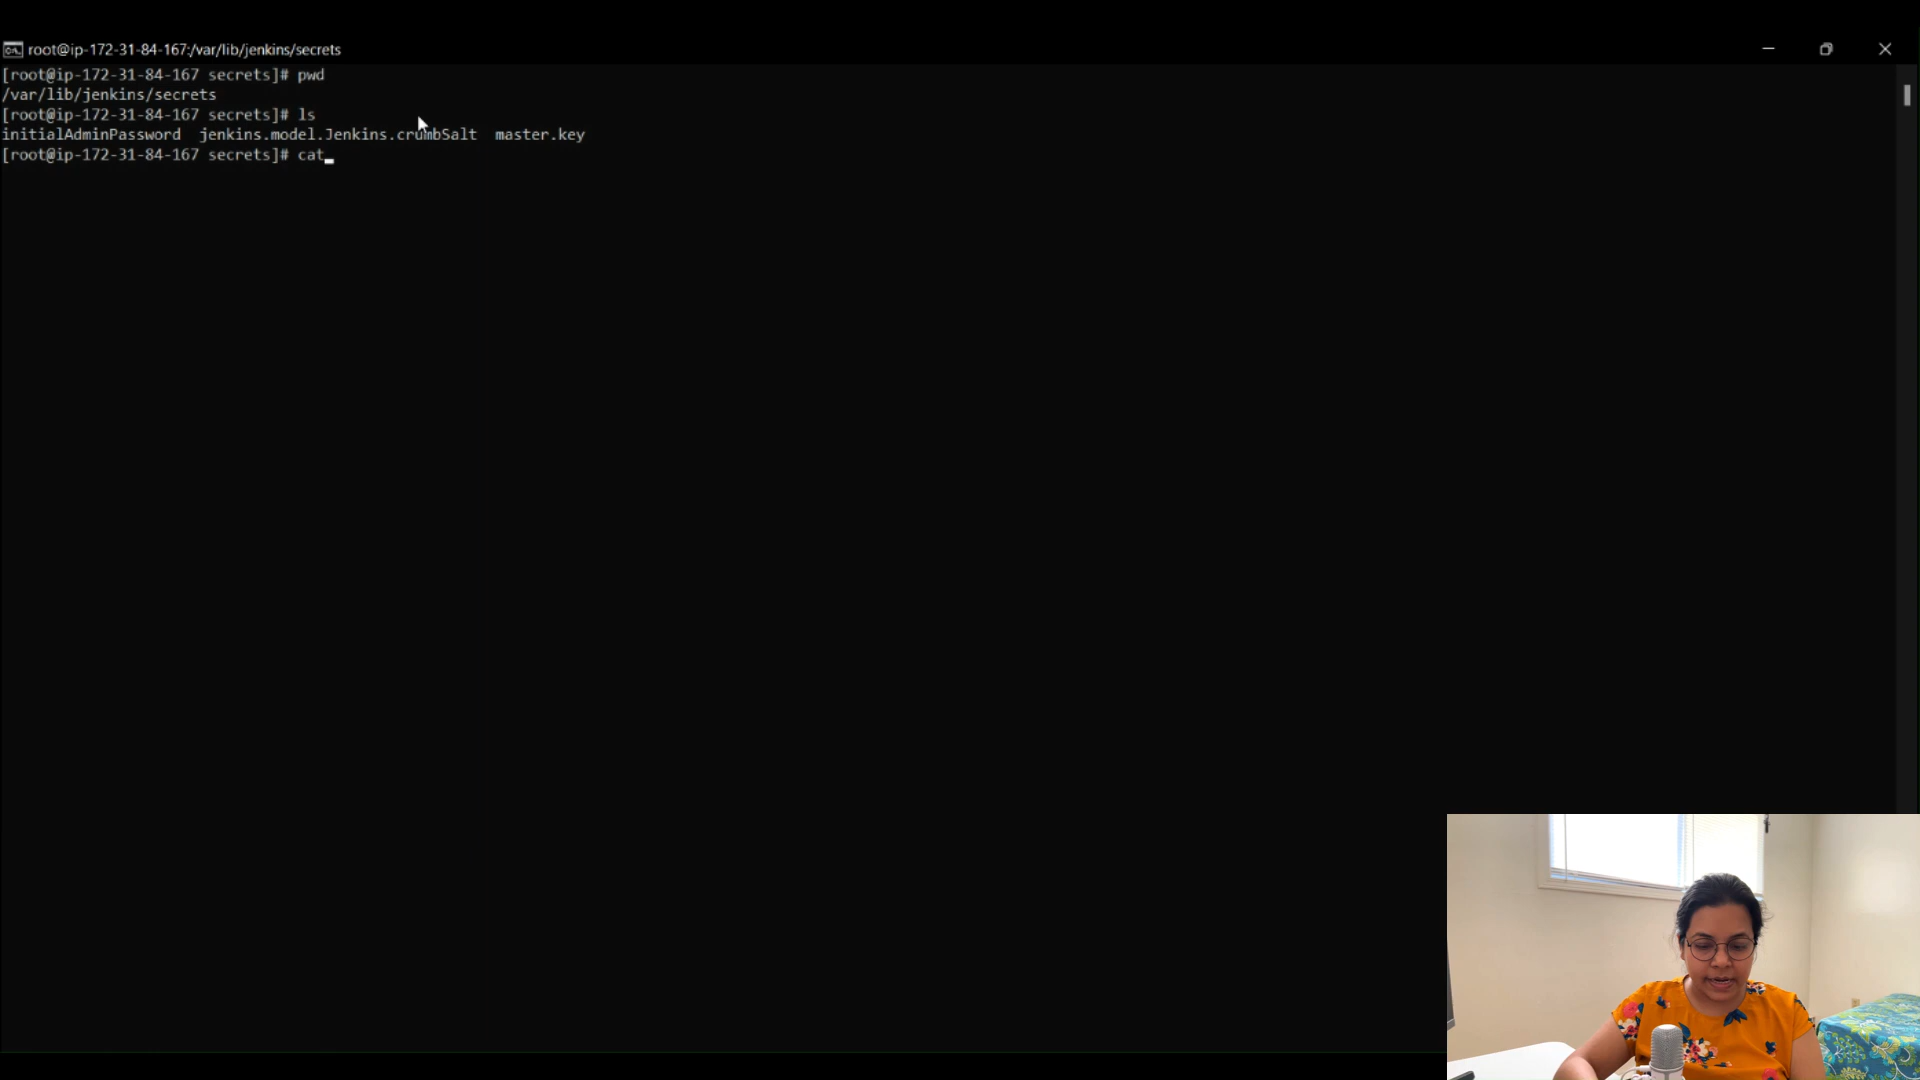 root@ip-172-31-84-167:/var/lib/jenkins/secrets
[root@ip-172-31-84-167 secrets]# pwd
/var/lib/jenkins/secrets
[root@ip-172-31-84-167 secrets]# ls
initialAdminPassword  jenkins.model.Jenkins.crumbSalt  master.key
[root@ip-172-31-84-167 secrets]# cat